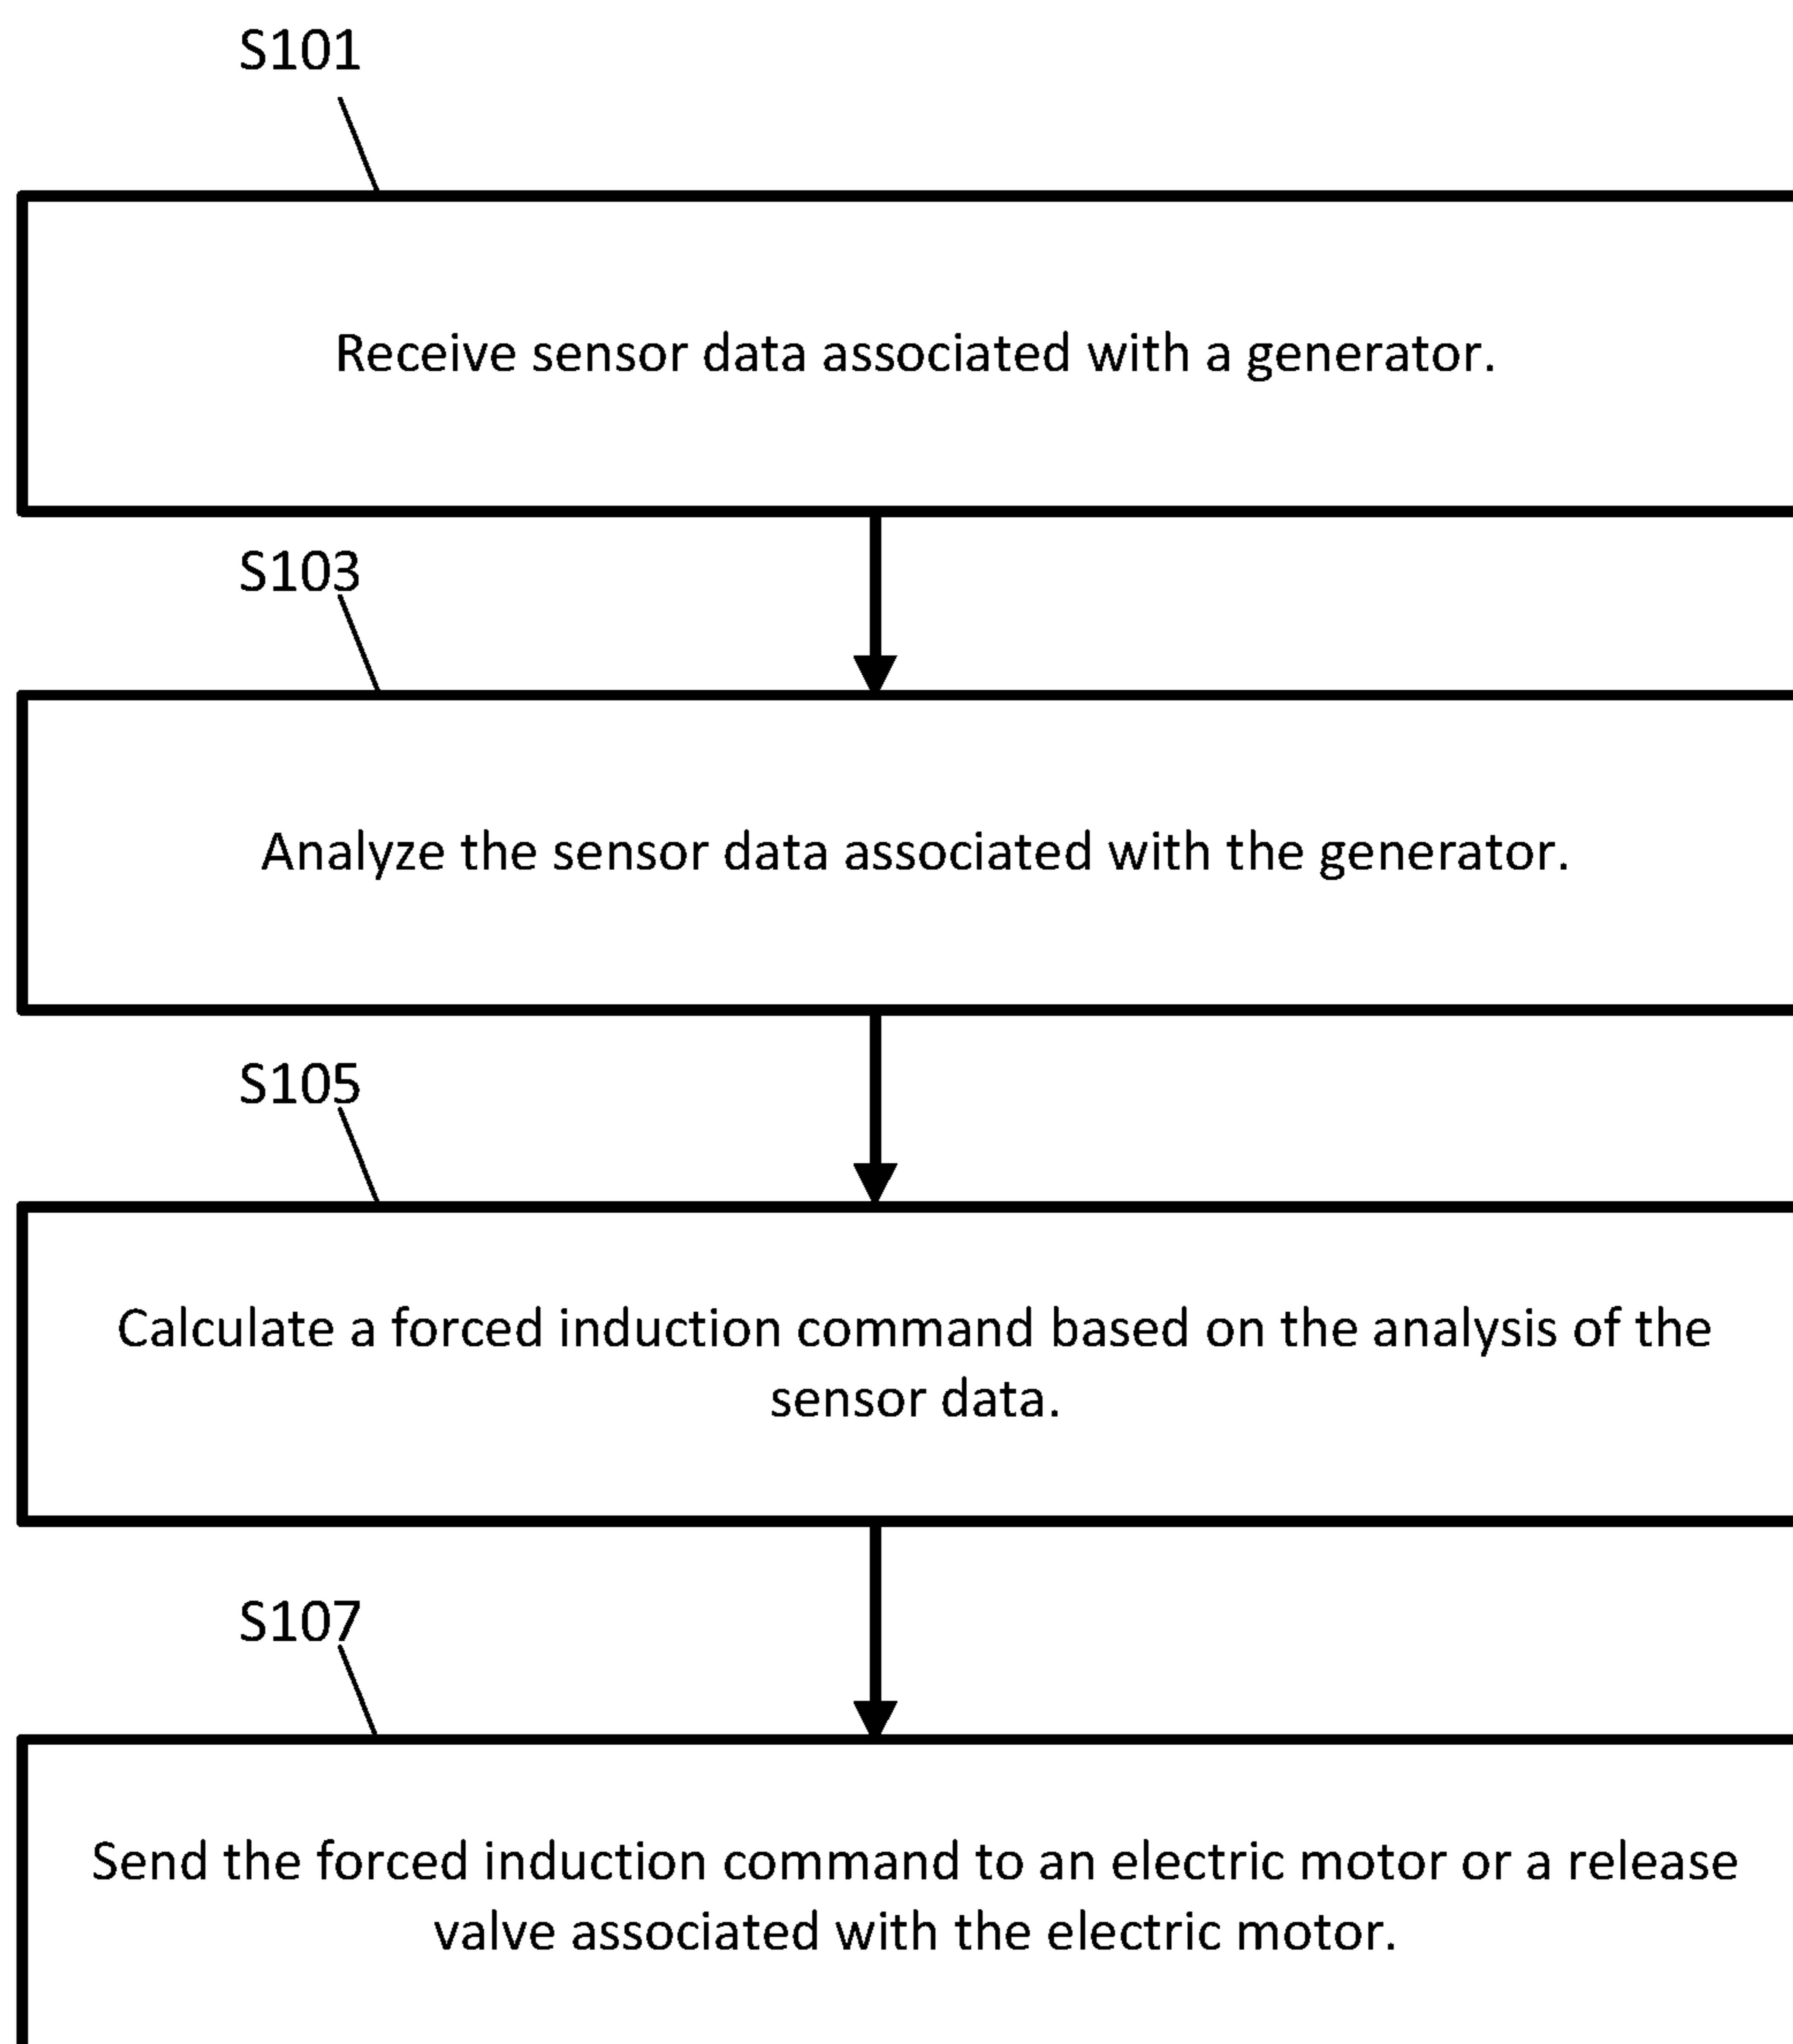 S101
Receive sensor data associated with a generator.
S103
Analyze the sensor data associated with the generator.
S105
Calculate a forced induction command based on the analysis of the
sensor data.
S107
Send the forced induction command to an electric motor or a release
valve associated with the electric motor.